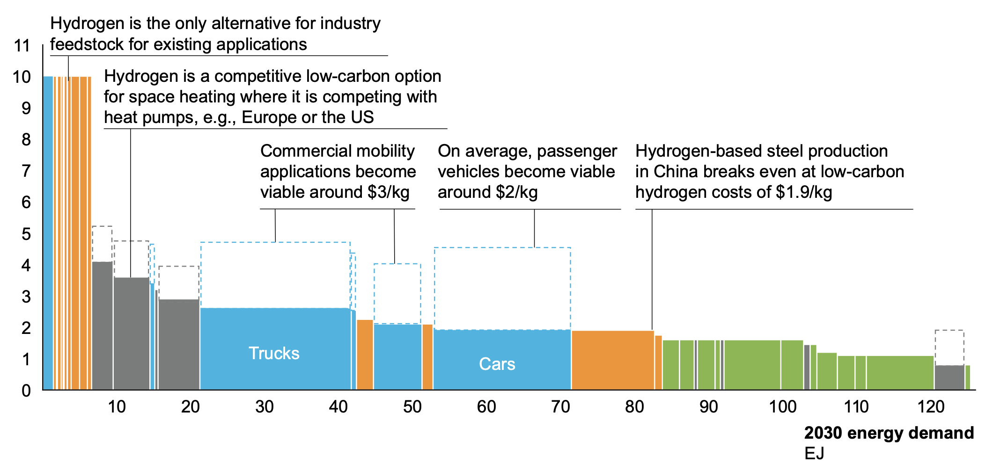 Hydrogen is the only alternative for industry
feedstock for existing applications
Hydrogen is a competitive low-carbon option
for space heating where it is competing with
heat pumps, e.g., Europe or the US
Commercial mobility
applications become
viable around $3/kg
On average, passenger
vehicles become viable
around $2/kg
Hydrogen-based steel production
in China breaks even at low-carbon
hydrogen costs of $1.9/kg
11
10
9
8
7
6
5
4
3
2
1
0
Trucks
Cars
10 20 30 40 50 60 70 80 90 100 110 120
2030 energy demand
EJ